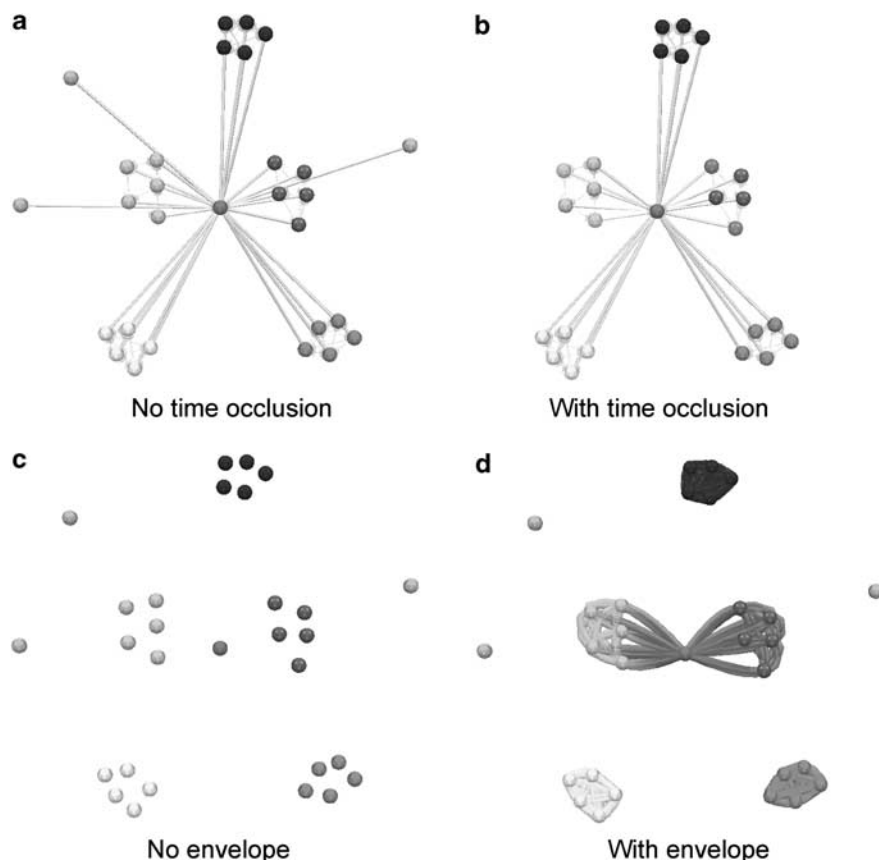 a
b
No time occlusion
With time occlusion
c
d
No envelope
With envelope